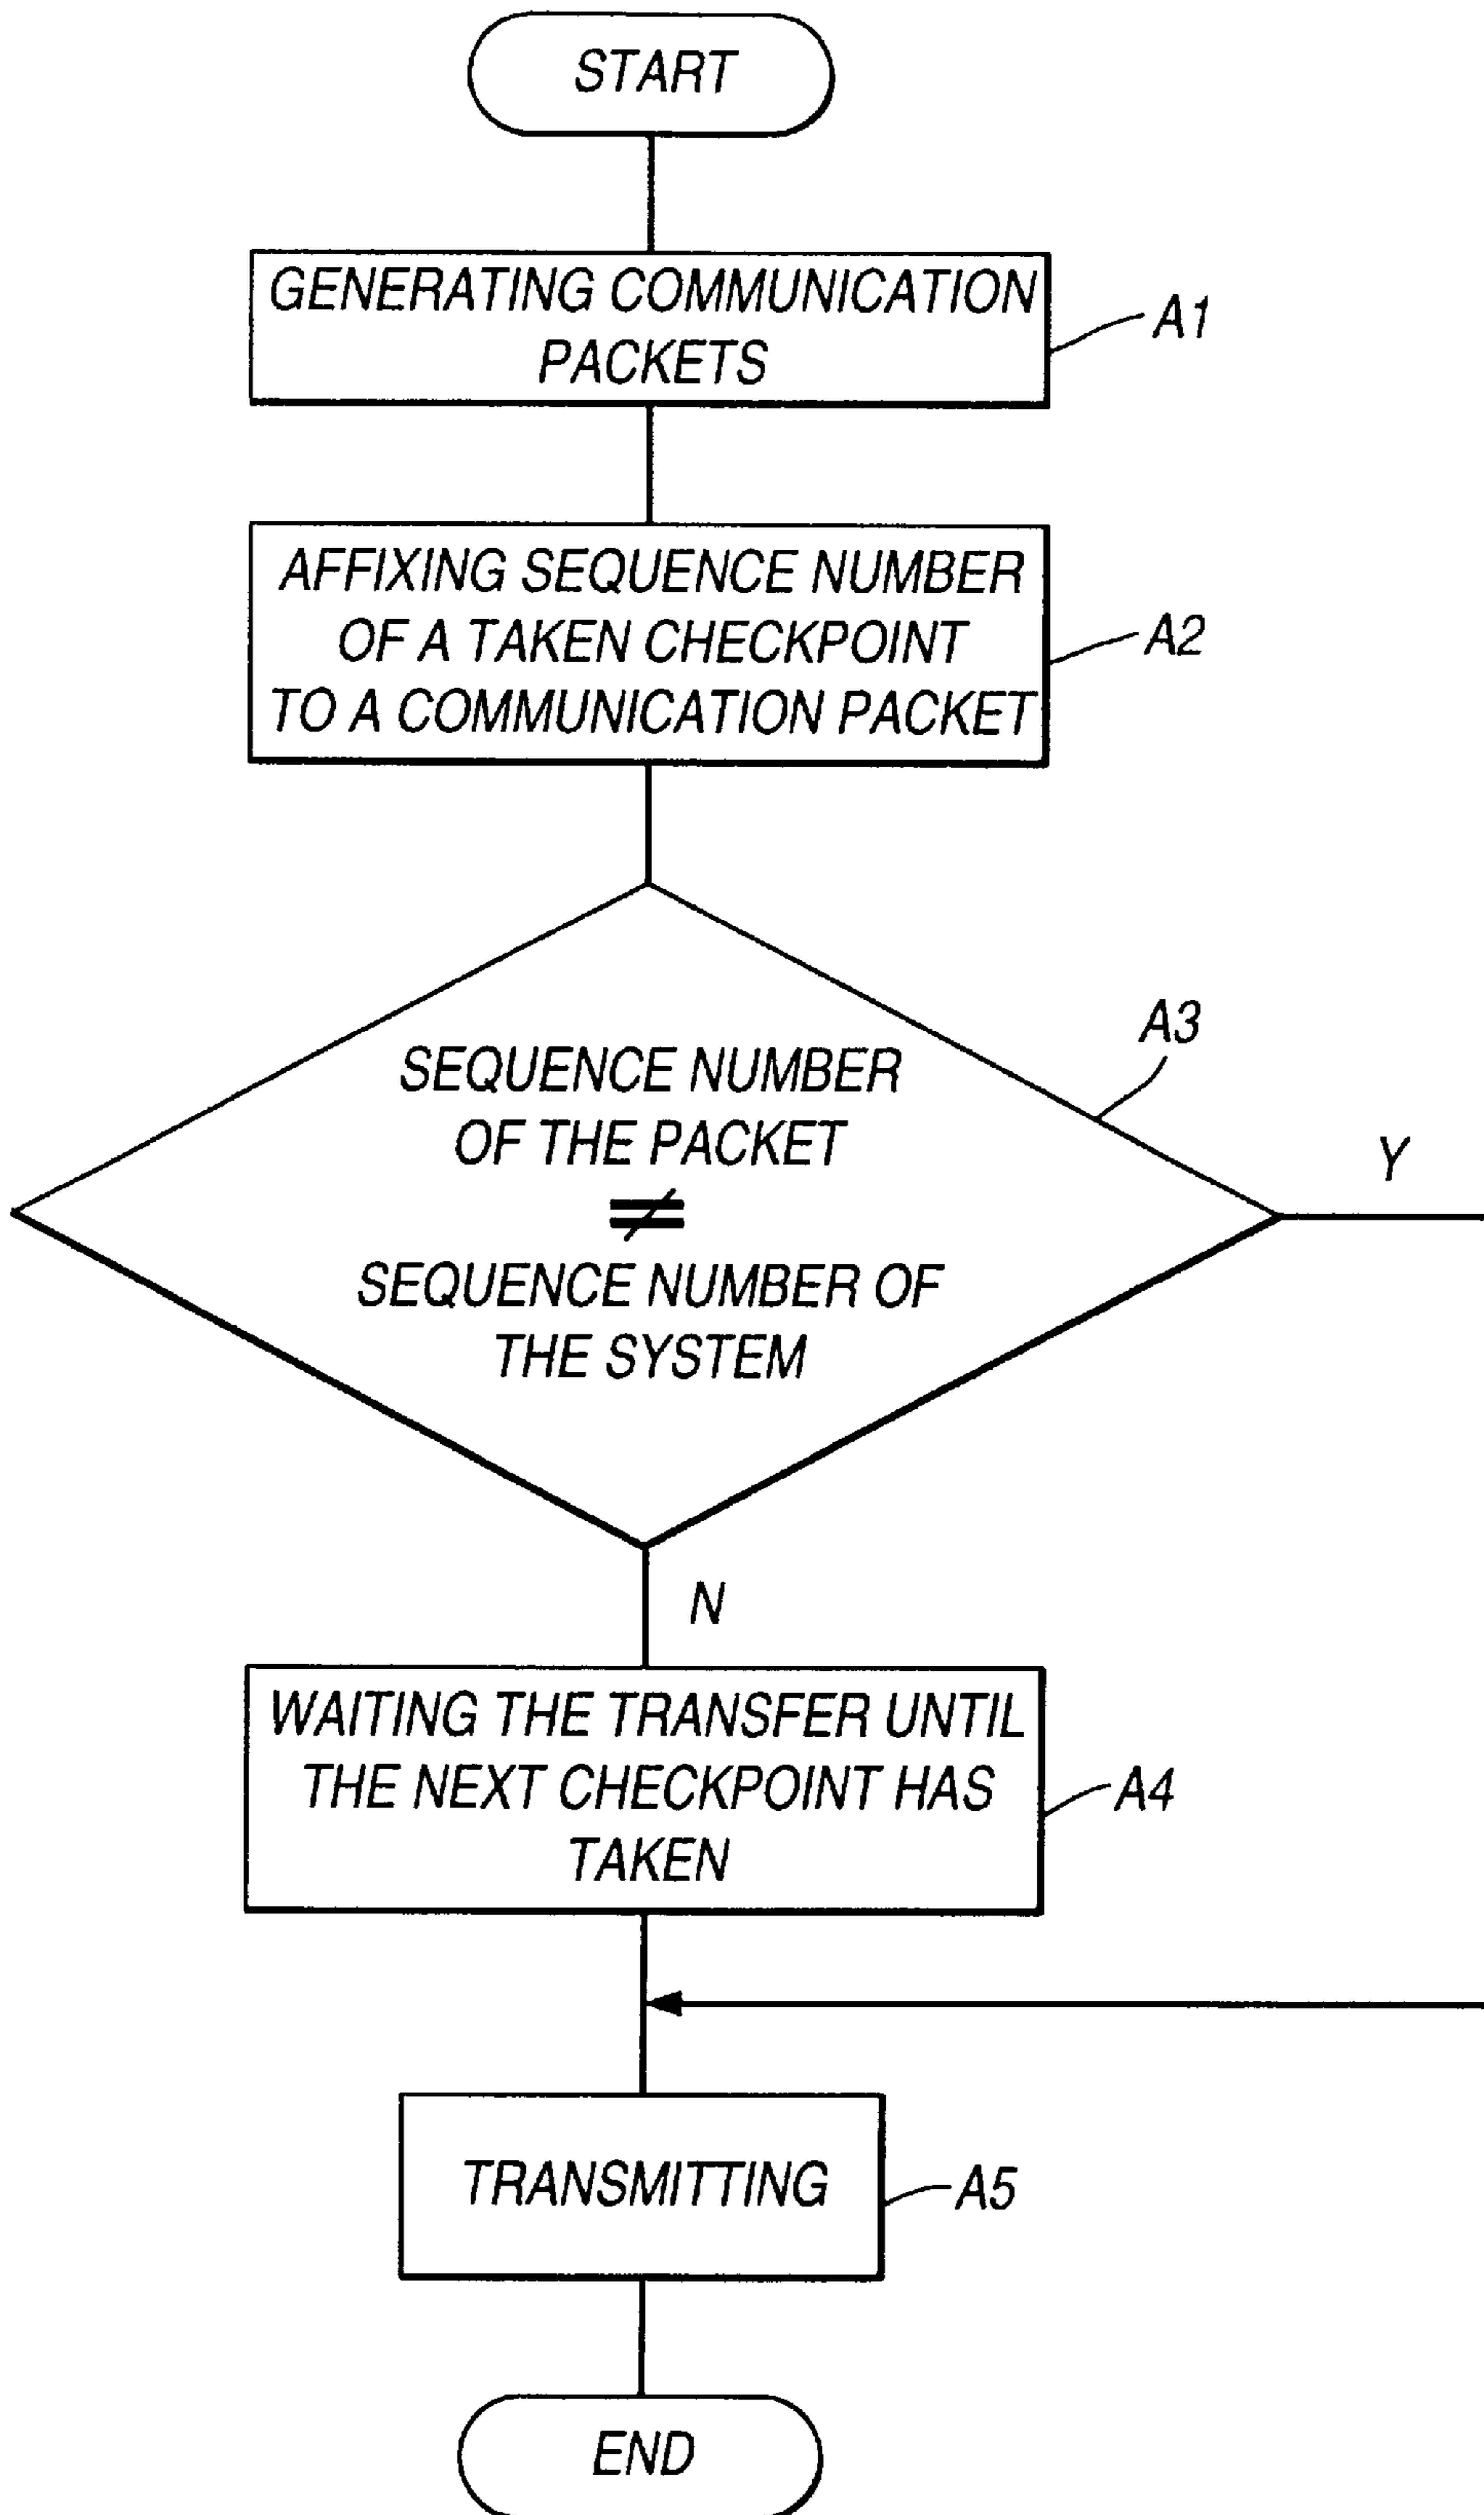 START
GENERATING COMMUNICATION
PACKETS
A1
AFFIXING SEQUENCE NUMBER
OF A TAKEN CHECKPOINT
TO A COMMUNICATION PACKET
A2
A3
SEQUENCE NUMBER
OF THE PACKET
≠
SEQUENCE NUMBER OF
THE SYSTEM
Y
N
WAITING THE TRANSFER UNTIL
THE NEXT CHECKPOINT HAS
TAKEN
A4
TRANSMITTING
A5
END